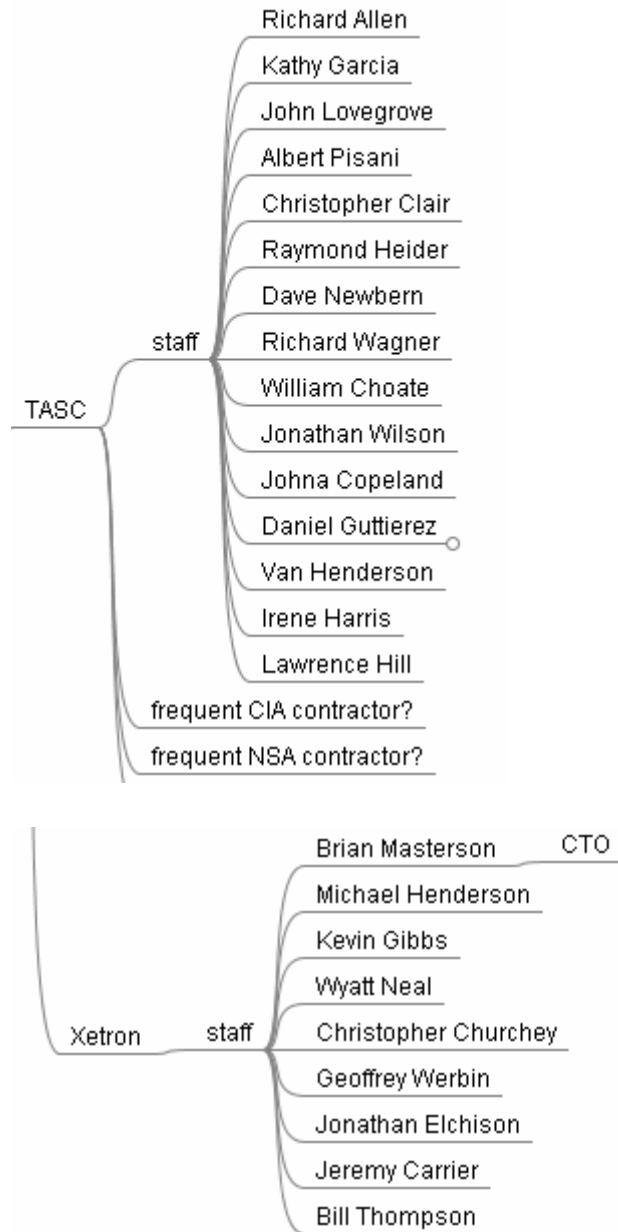 Richard Allen
Kathy Garcia
John Lovegrove
Albert Pisani
Christopher Clair
Raymond Heider
Dave Newbern
staff
Richard Wagner
William Choate
TASC
Jonathan Wilson
Johna Copeland
Daniel Guttierez
Van Henderson
Irene Harris
Lawrence Hill
frequent CIA contractor?
frequent NSA contractor?
Brian Masterson
CTO
Michael Henderson
Kevin Gibbs
Wyatt Neal
Xetron
staff
Christopher Churchey
Geoffrey Werbin
Jonathan Elchison
Jeremy Carrier
Bill Thompson